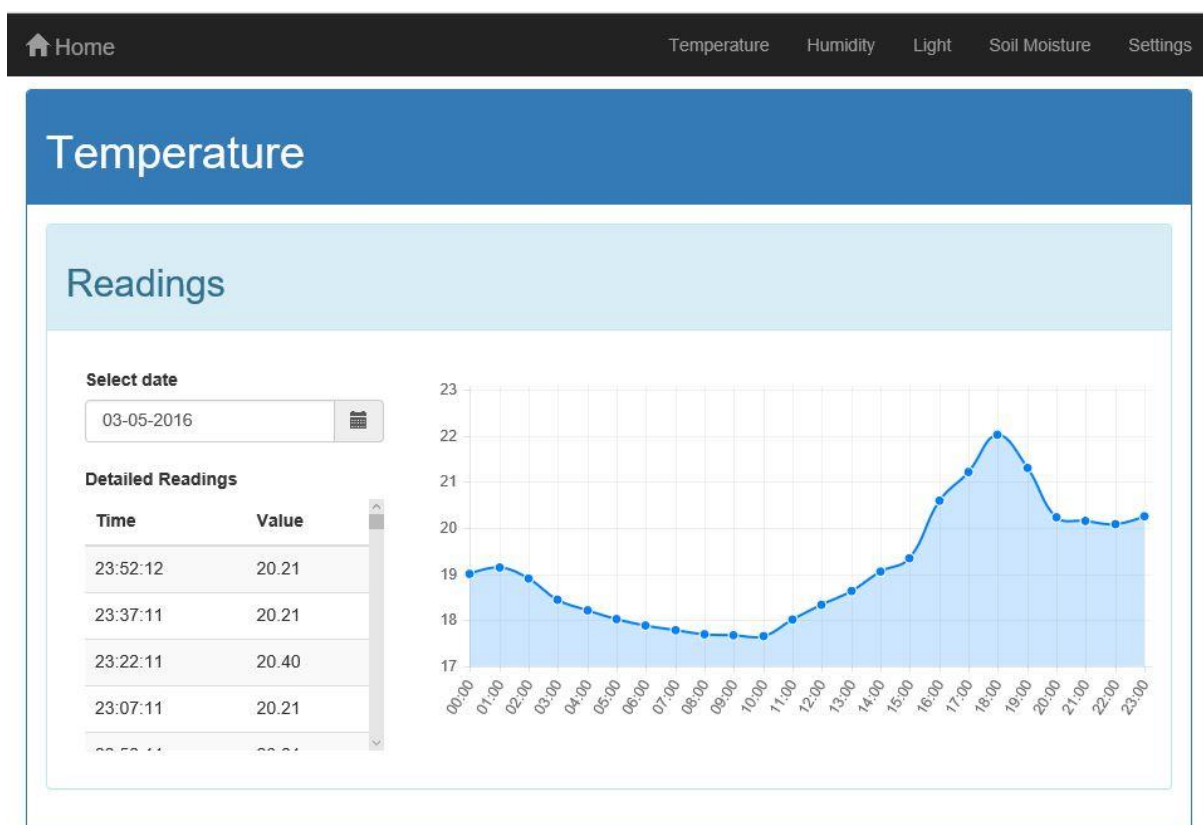 Home Temperature Humidity Light Soil Moisture Settings
Temperature
Readings
Select date
03-05-2016
Detailed Readings
Time Value
23:52:12 20.21
23:37:11 20.21
23:22:11 20.40
23:07:11 20.21
23
22
21
20
19
18
17
00:00 01:00 02:00 03:00 04:00 05:00 06:00 07:00 08:00 09:00 10:00 11:00 12:00 13:00 14:00 15:00 16:00 17:00 18:00 19:00 20:00 21:00 22:00 23:00